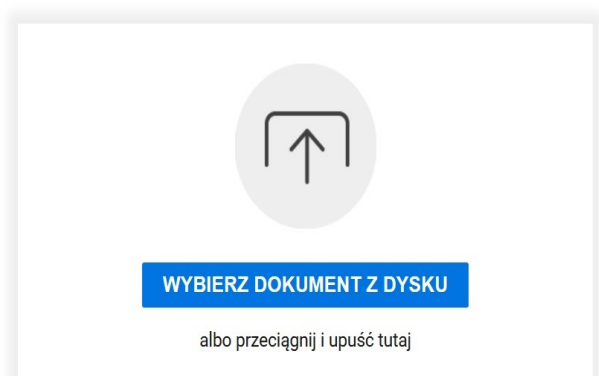 WYBIERZ DOKUMENT Z DYSKU
albo przeciągnij i upuść tutaj